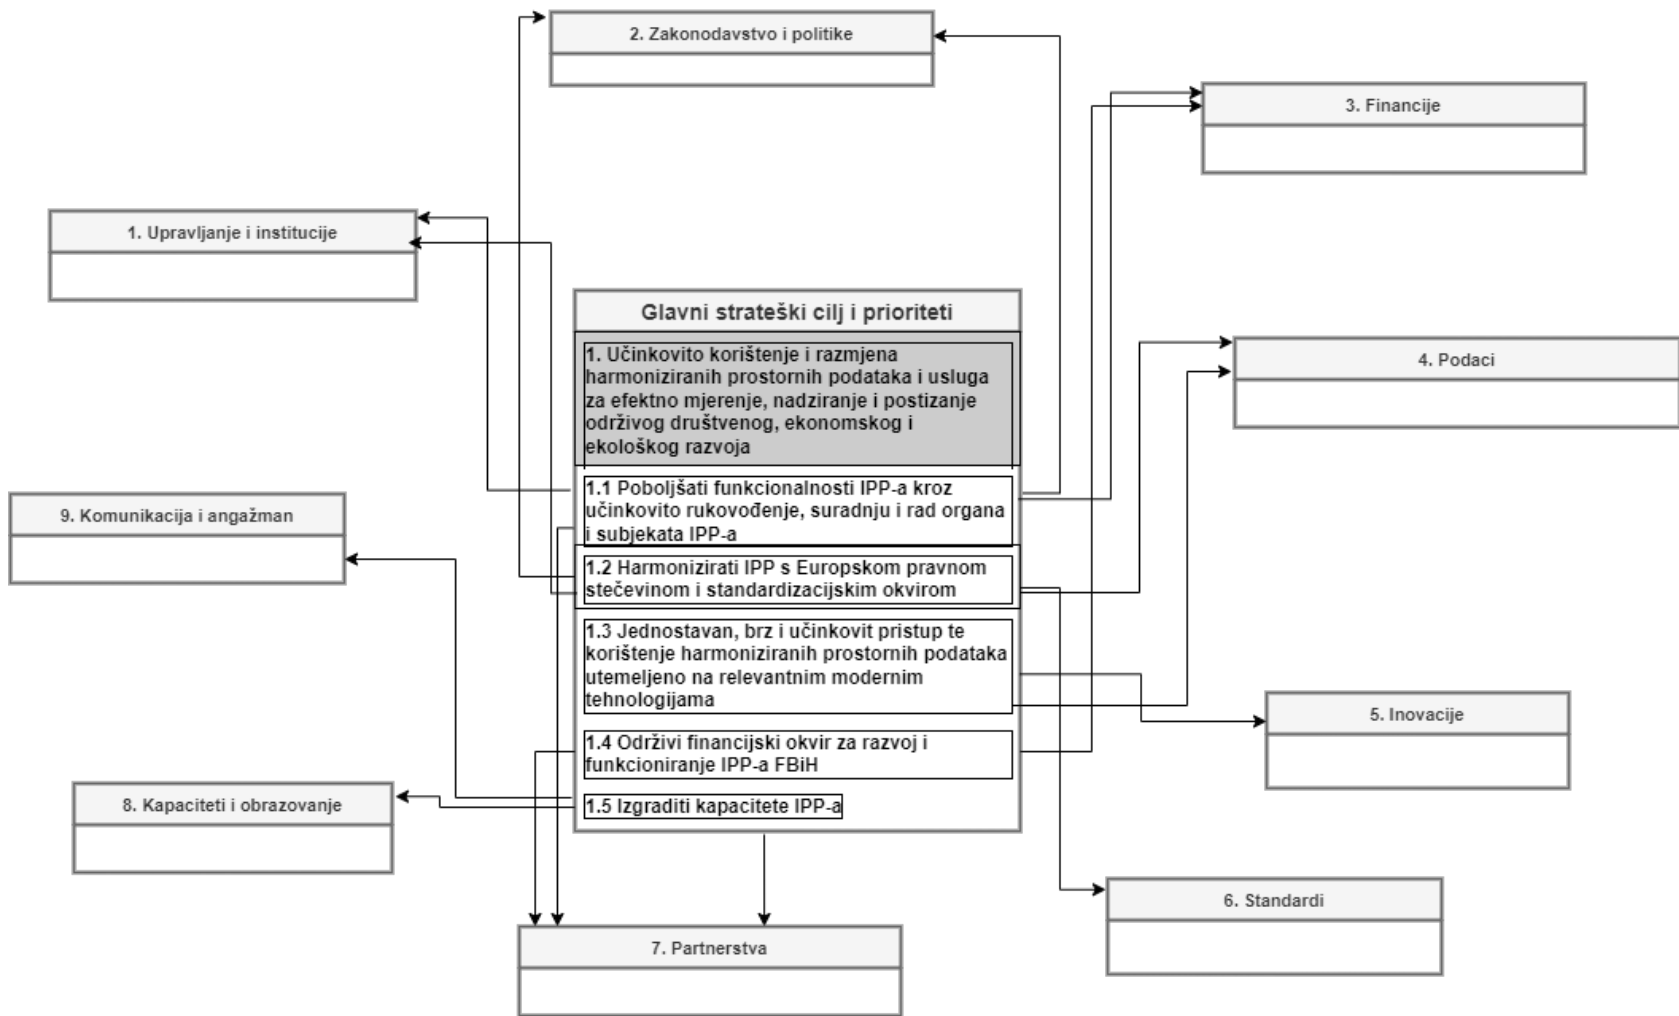 2. Zakonodavstvo i politike
3. Financije
1. Upravljanje i institucije
Glavni strateški cilj i prioriteti
1. Učinkovito korištenje i razmjena
harmoniziranih prostornih podataka i usluga
za efektno mjerenje, nadziranje i postizanje
održivog društvenog, ekonomskog i
ekološkog razvoja
4. Podaci
1.1 Poboljšati funkcionalnosti IPP-a kroz
učinkovito rukovođenje, suradnju i rad organa
i subjekata IPP-a
9. Komunikacija i angažman
1.2 Harmonizirati IPP s Europskom pravnom
stečevinom i standardizacijskim okvirom
1.3 Jednostavan, brz i učinkovit pristup te
korištenje harmoniziranih prostornih podataka
utemeljeno na relevantnim modernim
tehnologijama
5. Inovacije
1.4 Održivi financijski okvir za razvoj i
funkcioniranje IPP-a FBiH
8. Kapaciteti i obrazovanje
1.5 Izgraditi kapacitete IPP-a
6. Standardi
7. Partnerstva